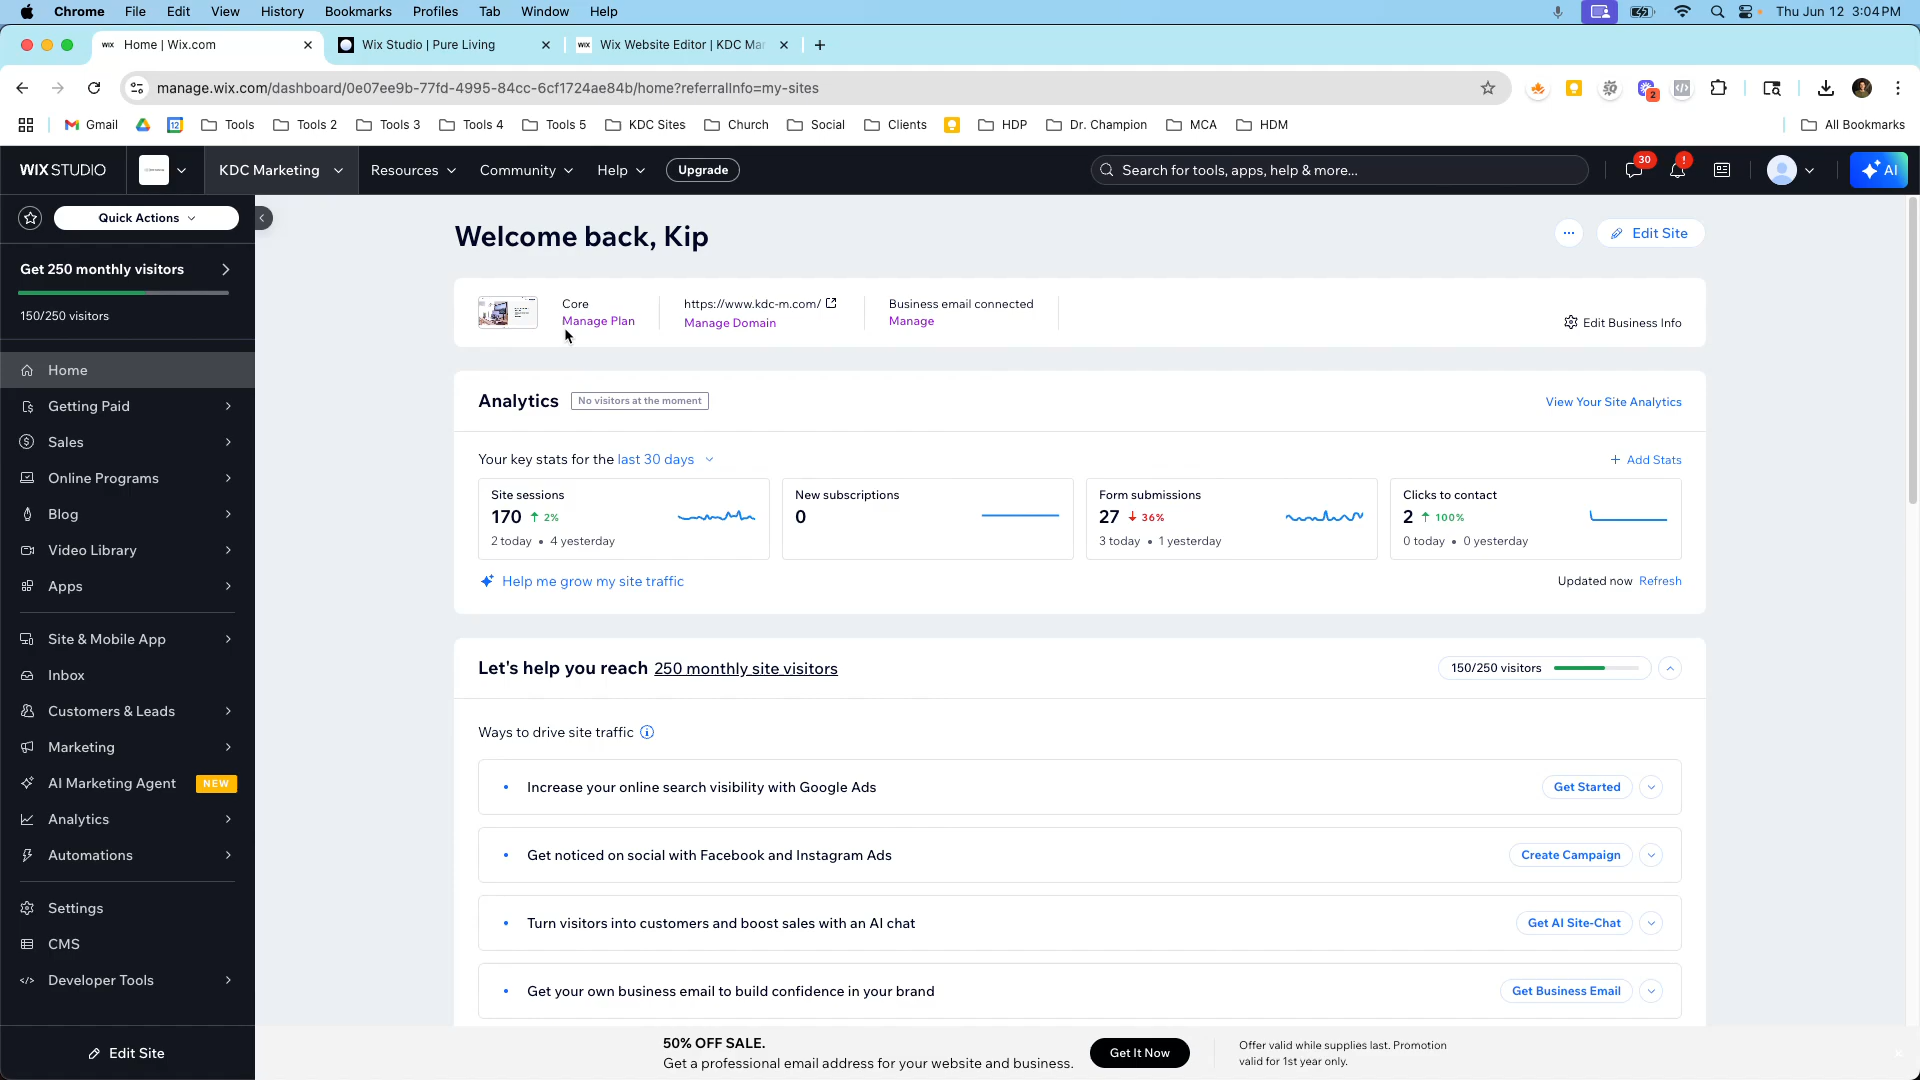 Chrome File Edit View History Bookmarks Profiles Tab Window Help
Thu Jun 12 3:04 PM
WIX Home | Wix.com
Wix Studio | Pure Living
WIX Wix Website Editor | KDC Mar
manage.wix.com/dashboard/0e07ee9b-77fd-4995-84cc-6cf1724ae84b/home?referralInfo=my-sites
2
Gmail
12
Tools
Tools 2
Tools 3
Tools 4
Tools 5
KDC Sites
Church
Social
Clients
HDP
Dr. Champion
MCA
HDM
All Bookmarks
WIX STUDIO
KDC Marketing
Resources
Community
Help
Upgrade
Search for tools, apps, help & more...
30
!
AI
Quick Actions
Get 250 monthly visitors
150/250 visitors
Home
Getting Paid
Sales
Online Programs
Blog
Video Library
Apps
Site & Mobile App
Inbox
Customers & Leads
Marketing
AI Marketing Agent NEW
Analytics
Automations
Settings
CMS
Developer Tools
Edit Site
Welcome back, Kip
Edit Site
Core
Manage Plan
https://www.kdc-m.com/
Manage Domain
Business email connected
Manage
Edit Business Info
Analytics
No visitors at the moment
View Your Site Analytics
Your key stats for the last 30 days
+ Add Stats
Site sessions
170 ↑ 2%
2 today • 4 yesterday
New subscriptions
0
Form submissions
27 ↓ 36%
3 today • 1 yesterday
Clicks to contact
2 ↑ 100%
0 today • 0 yesterday
Help me grow my site traffic
Updated now Refresh
Let's help you reach 250 monthly site visitors
150/250 visitors
Ways to drive site traffic
Increase your online search visibility with Google Ads
Get Started
Get noticed on social with Facebook and Instagram Ads
Create Campaign
Turn visitors into customers and boost sales with an AI chat
Get AI Site-Chat
Get your own business email to build confidence in your brand
Get Business Email
50% OFF SALE.
Get a professional email address for your website and business.
Get It Now
Offer valid while supplies last. Promotion
valid for 1st year only.